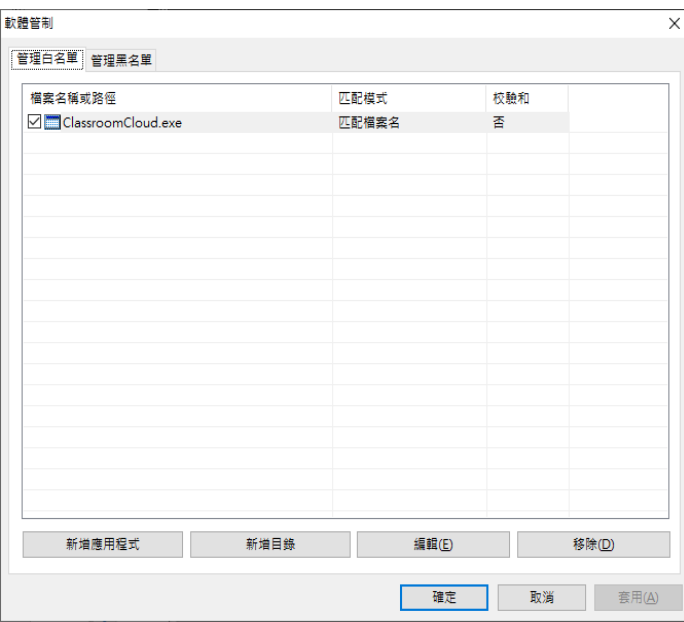 軟體管制
管理白名單 管理黑名單
檔案名稱或路徑 匹配模式 校驗和
ClassroomCloud.exe 匹配檔案名 否
新增應用程式 新增目錄 編輯(E) 移除(D)
確定 取消 套用(A)